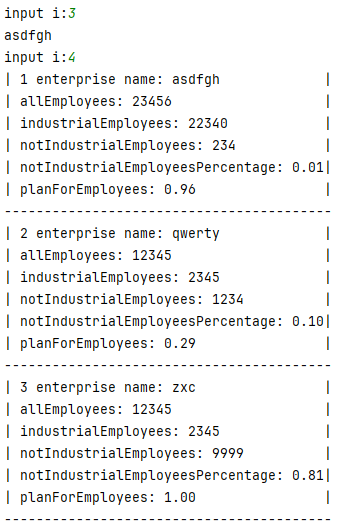 input i:3
asdfgh
input i:4
| 1 enterprise name: asdfgh             |
| allEmployees: 23456                   |
| industrialEmployees: 22340            |
| notIndustrialEmployees: 234           |
| notIndustrialEmployeesPercentage: 0.01|
| planForEmployees: 0.96                |
-----------------------------------------
| 2 enterprise name: qwerty             |
| allEmployees: 12345                   |
| industrialEmployees: 2345             |
| notIndustrialEmployees: 1234          |
| notIndustrialEmployeesPercentage: 0.10|
| planForEmployees: 0.29                |
-----------------------------------------
| 3 enterprise name: zxc                |
| allEmployees: 12345                   |
| industrialEmployees: 2345             |
| notIndustrialEmployees: 9999          |
| notIndustrialEmployeesPercentage: 0.81|
| planForEmployees: 1.00                |
-----------------------------------------